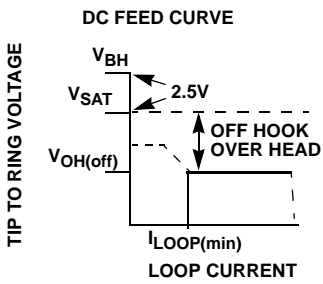 DC FEED CURVE
TIP TO RING VOLTAGE
VBH
VSAT
2.5V
OFF HOOK
OVER HEAD
VOH(off)
ILOOP(min)
LOOP CURRENT